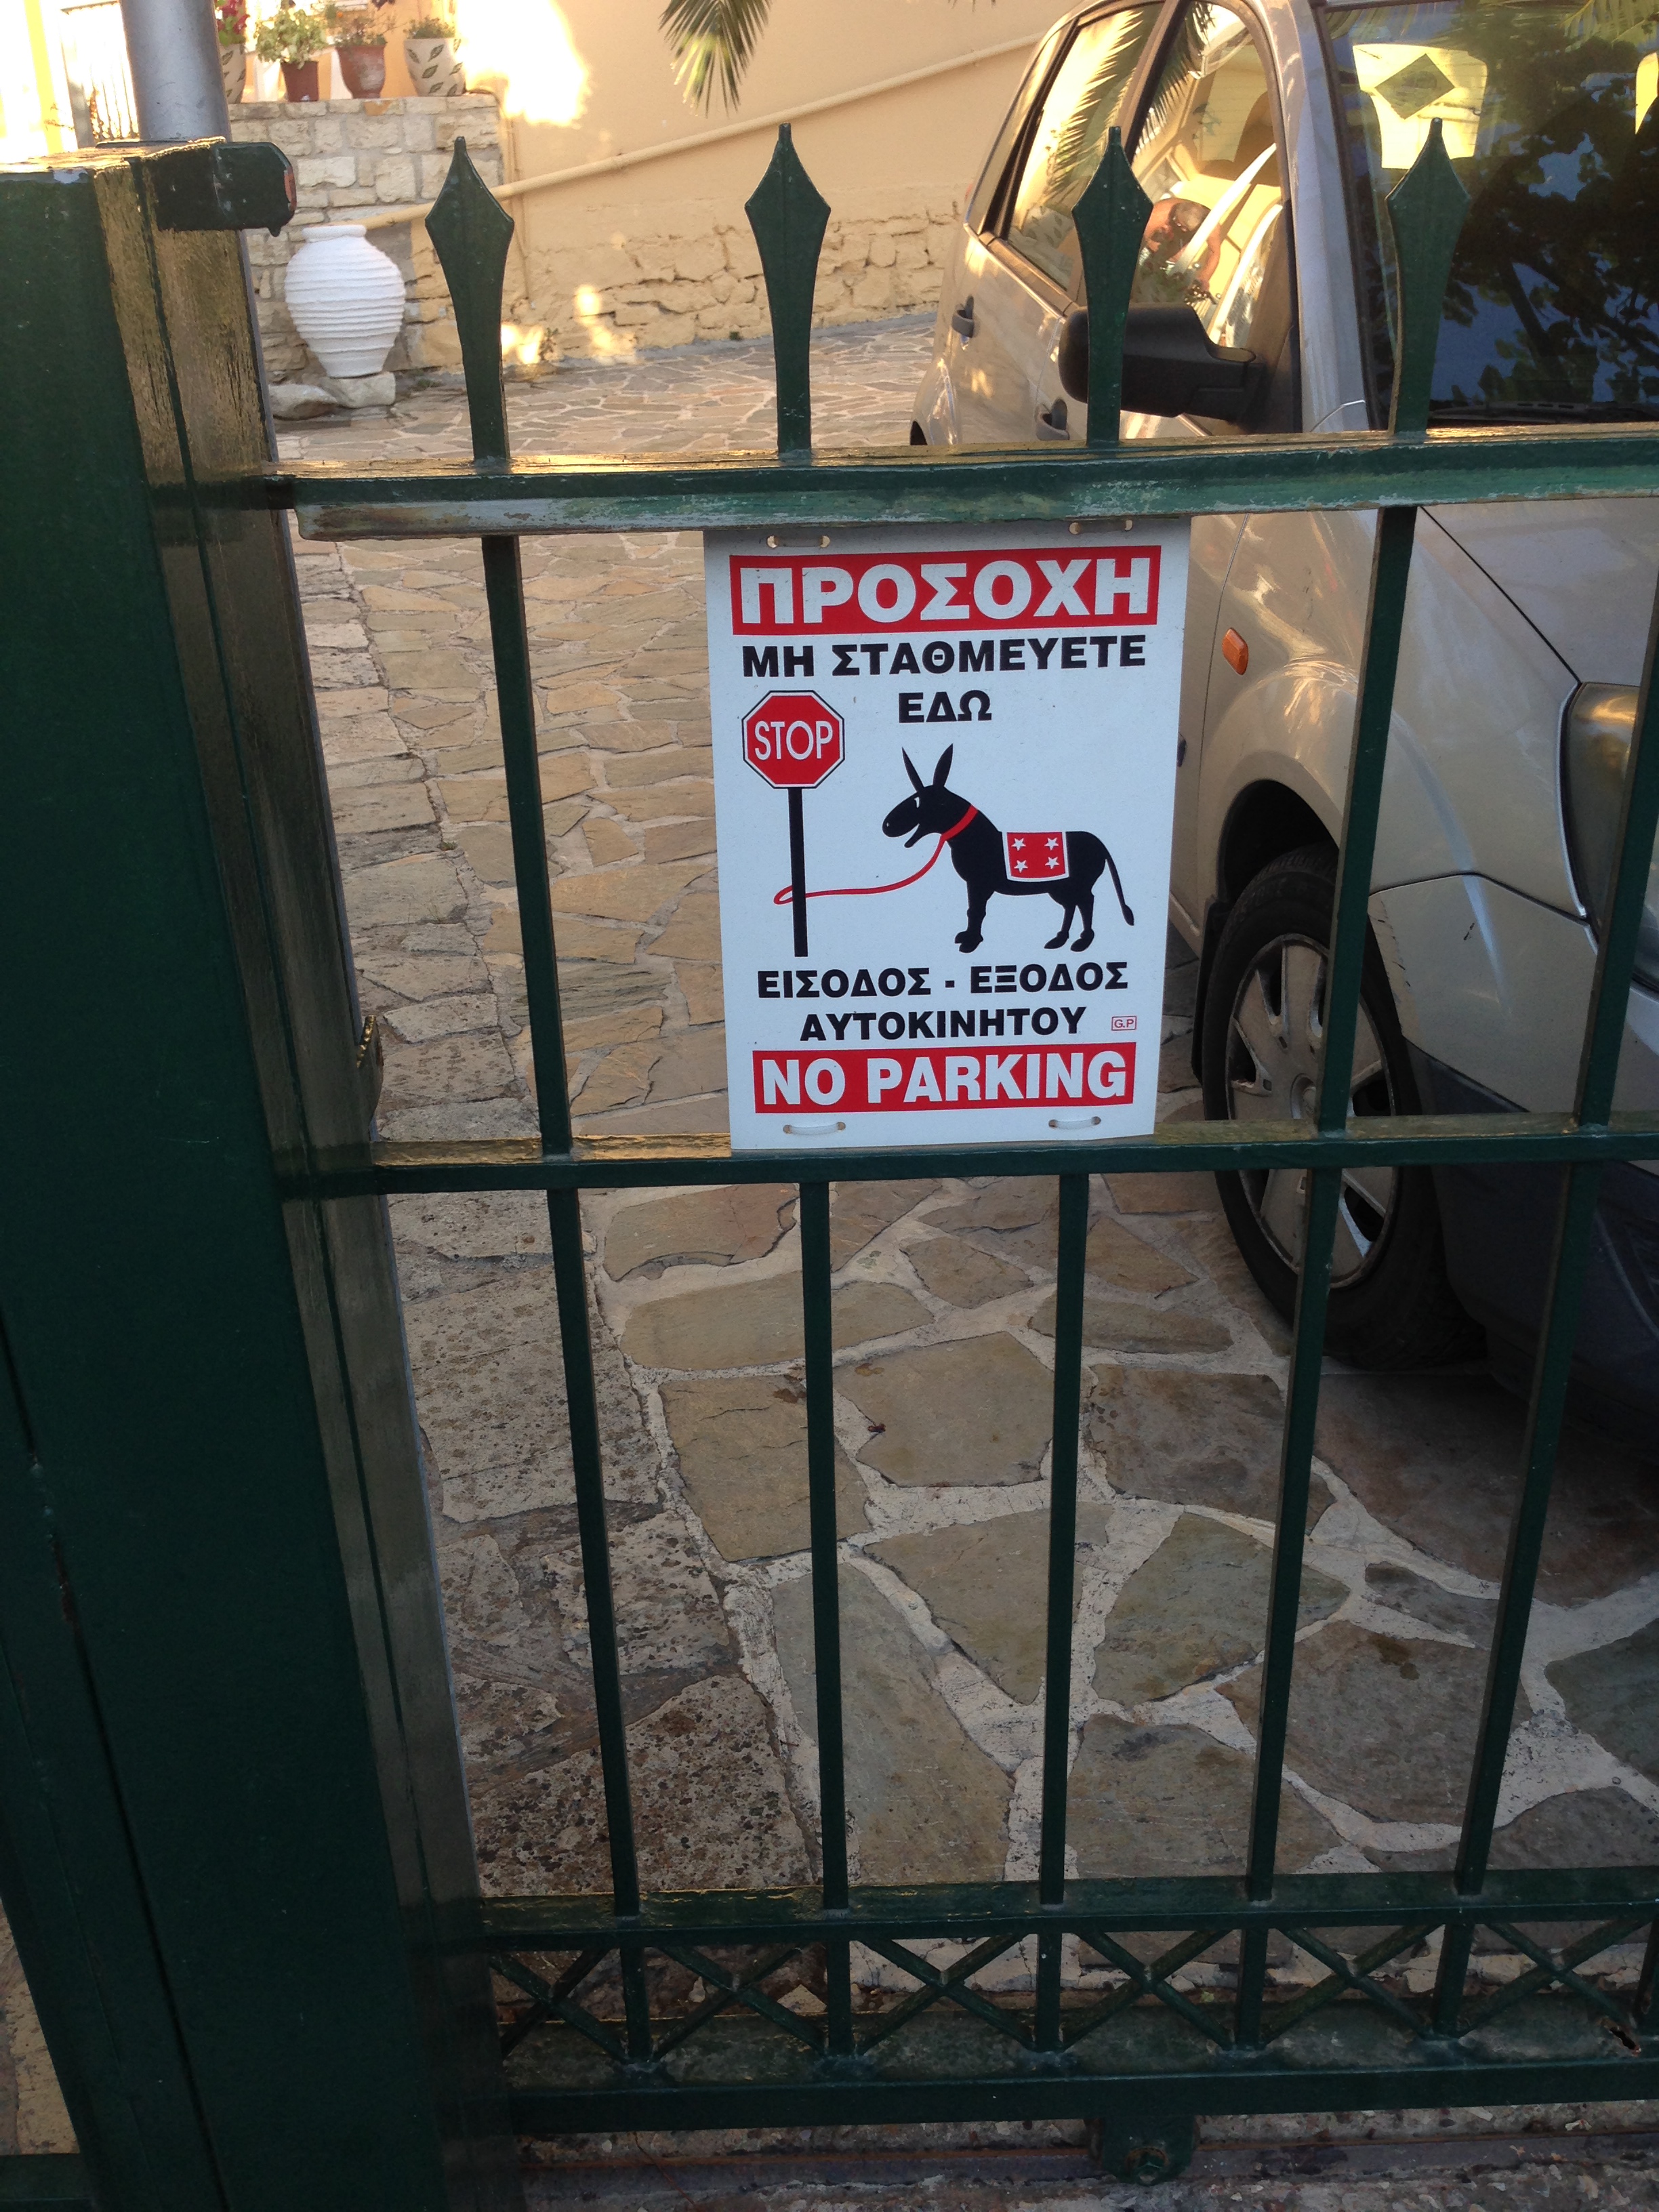 ΠΡΟΣΟΧΗ
ΜΗ ΣΤΑΘΜΕΥΕΤΕ
ΕΔΩ
STOP
ΕΙΣΟΔΟΣ - ΕΞΟΔΟΣ
ΑΥΤΟΚΙΝΗΤΟΥ
G.P
NO PARKING